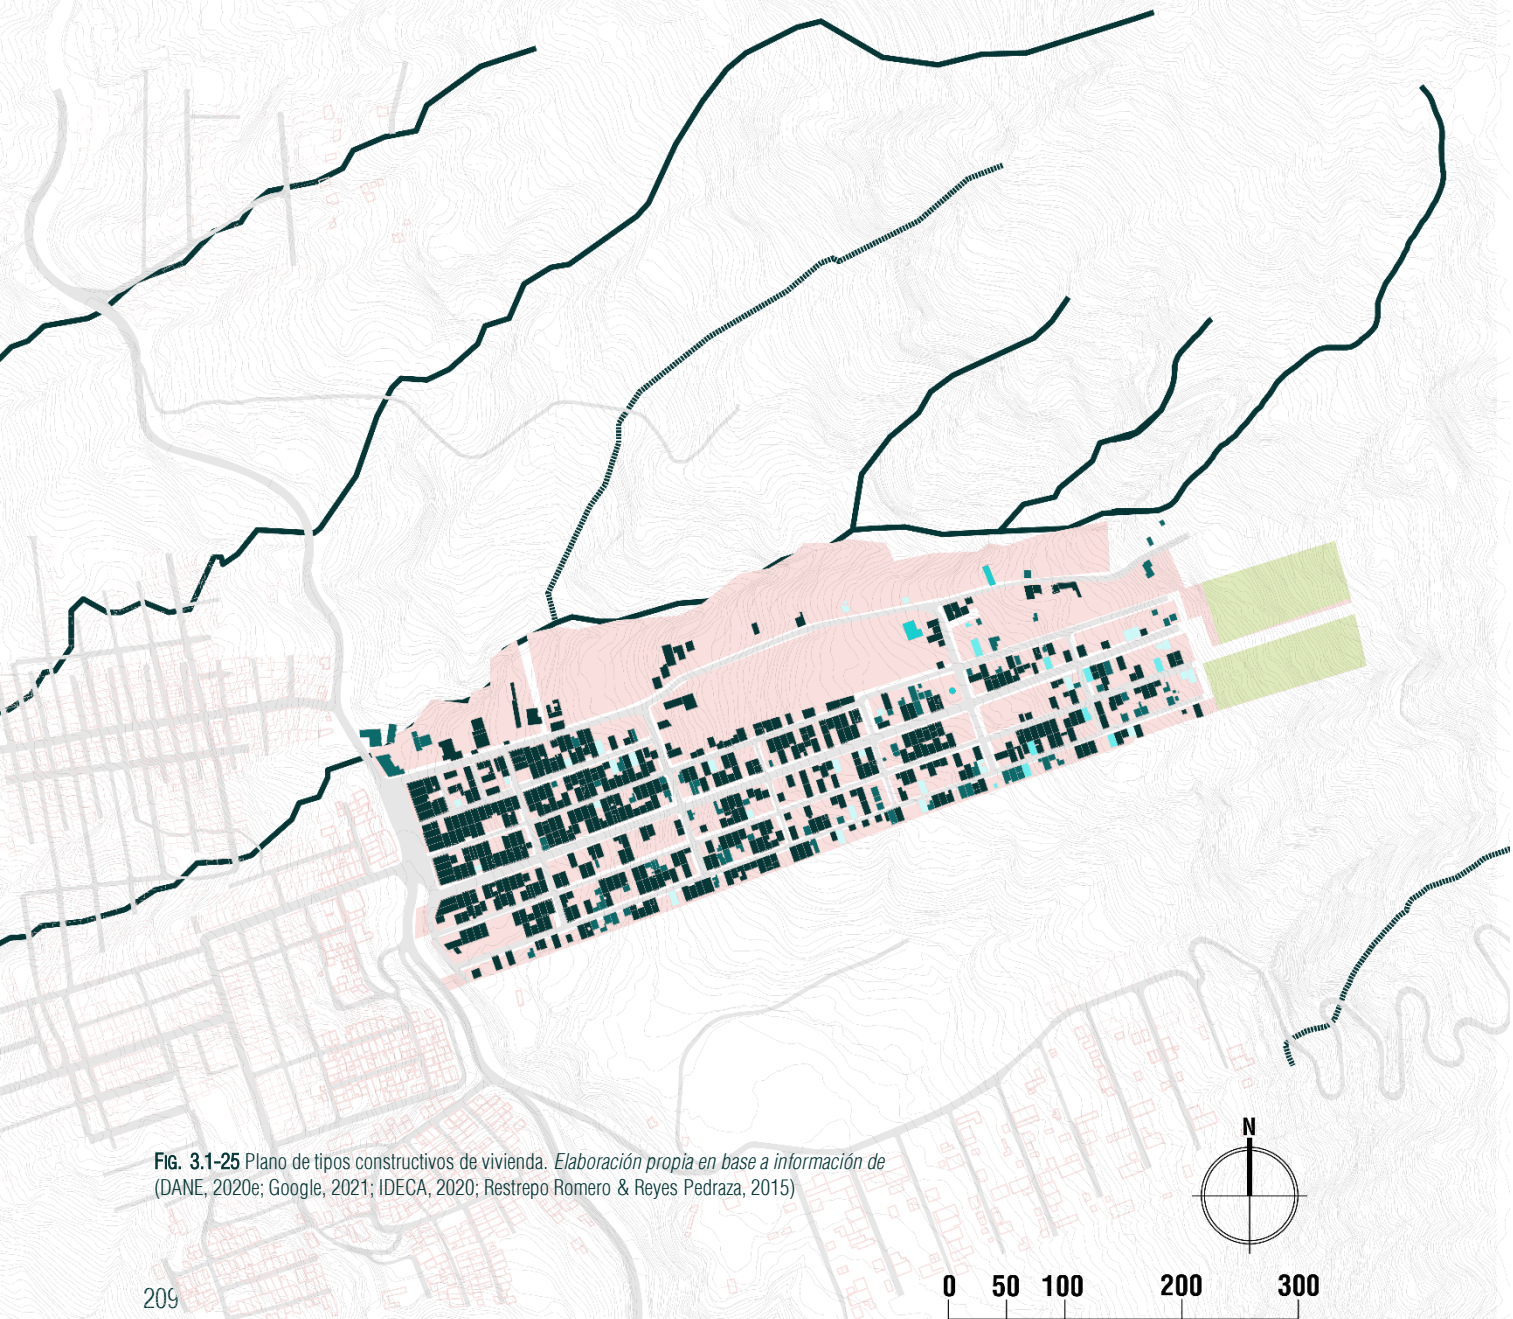 FIG. 3.1-25 Plano de tipos constructivos de vivienda. Elaboración propia en base a información de
(DANE, 2020e; Google, 2021; IDECA, 2020; Restrepo Romero & Reyes Pedraza, 2015)
N
0 50 100 200 300
209